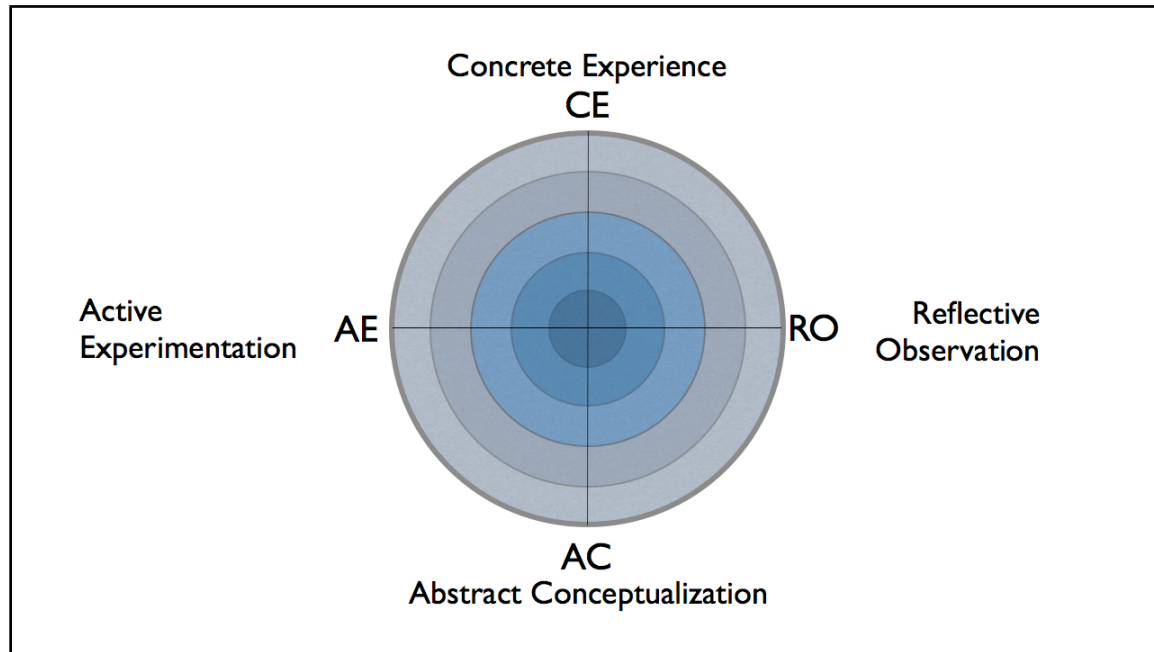 Concrete Experience
CE
Active
Experimentation
AE
RO
Reflective
Observation
AC
Abstract Conceptualization